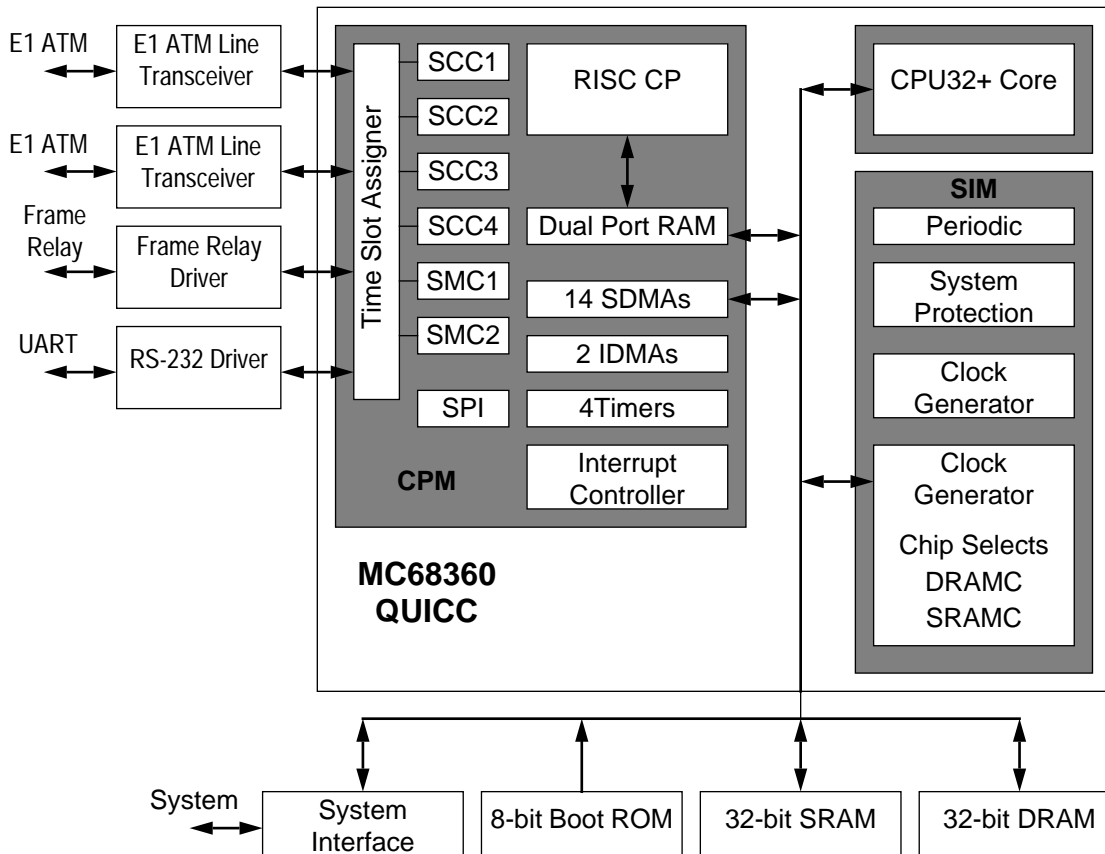 E1 ATM
E1 ATM Line
Transceiver
E1 ATM
E1 ATM Line
Transceiver
Frame
Relay
Frame Relay
Driver
UART
RS-232 Driver
Time Slot Assigner
SCC1
SCC2
SCC3
SCC4
SMC1
SMC2
SPI
RISC CP
Dual Port RAM
14 SDMAs
2 IDMAs
4Timers
Interrupt
Controller
CPM
MC68360
QUICC
CPU32+ Core
SIM
Periodic
System
Protection
Clock
Generator
Clock
Generator
Chip Selects
DRAMC
SRAMC
System
System
Interface
8-bit Boot ROM
32-bit SRAM
32-bit DRAM